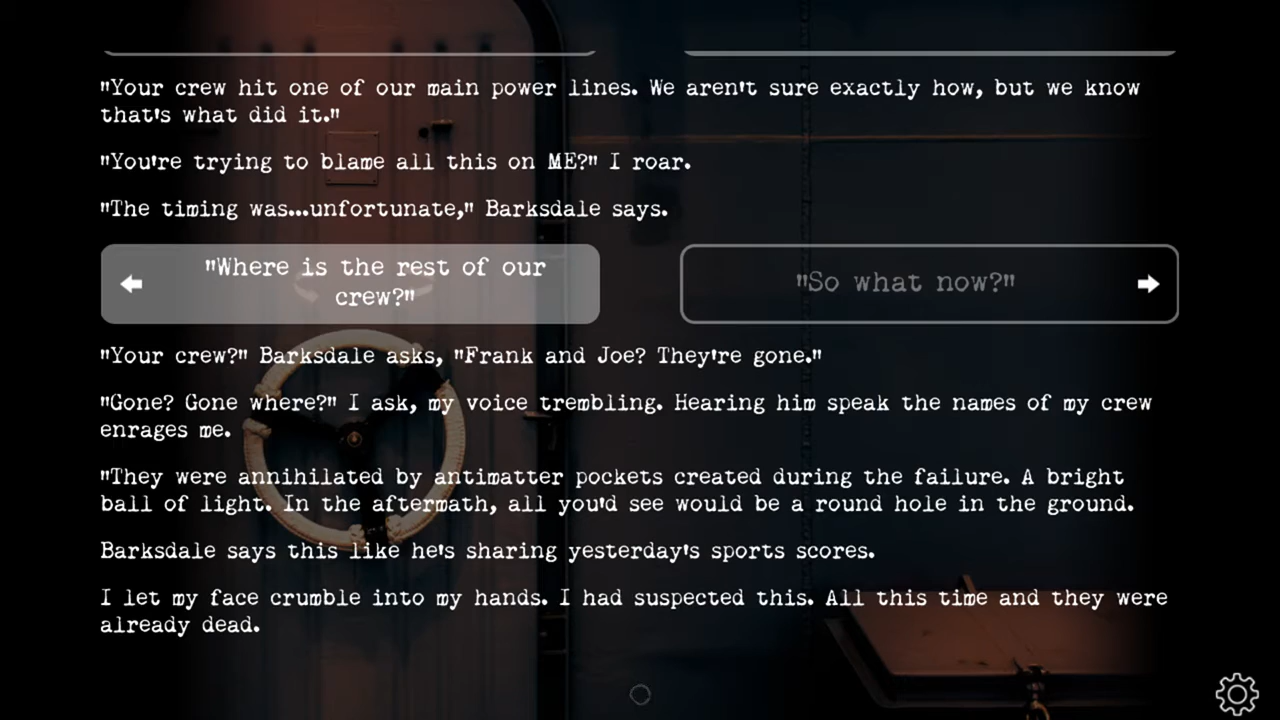 "Your crew hit one of our main power lines. We aren't sure exactly how, but we know
that's what did it."
"You're trying to blame all this on ME?" I roar.
"The timing was...unfortunate," Barksdale says.
"Where is the rest of our
crew?"
"So what now?"
"Your crew?" Barksdale asks, "Frank and Joe? They're gone."
"Gone? Gone where?" I ask, my voice trembling. Hearing him speak the names of my crew
enrages me.
"They were annihilated by antimatter pockets created during the failure. A bright
ball of light. In the aftermath, all you'd see would be a round hole in the ground.
Barksdale says this like he's sharing yesterday's sports scores.
I let my face crumble into my hands. I had suspected this. All this time and they were
already dead.